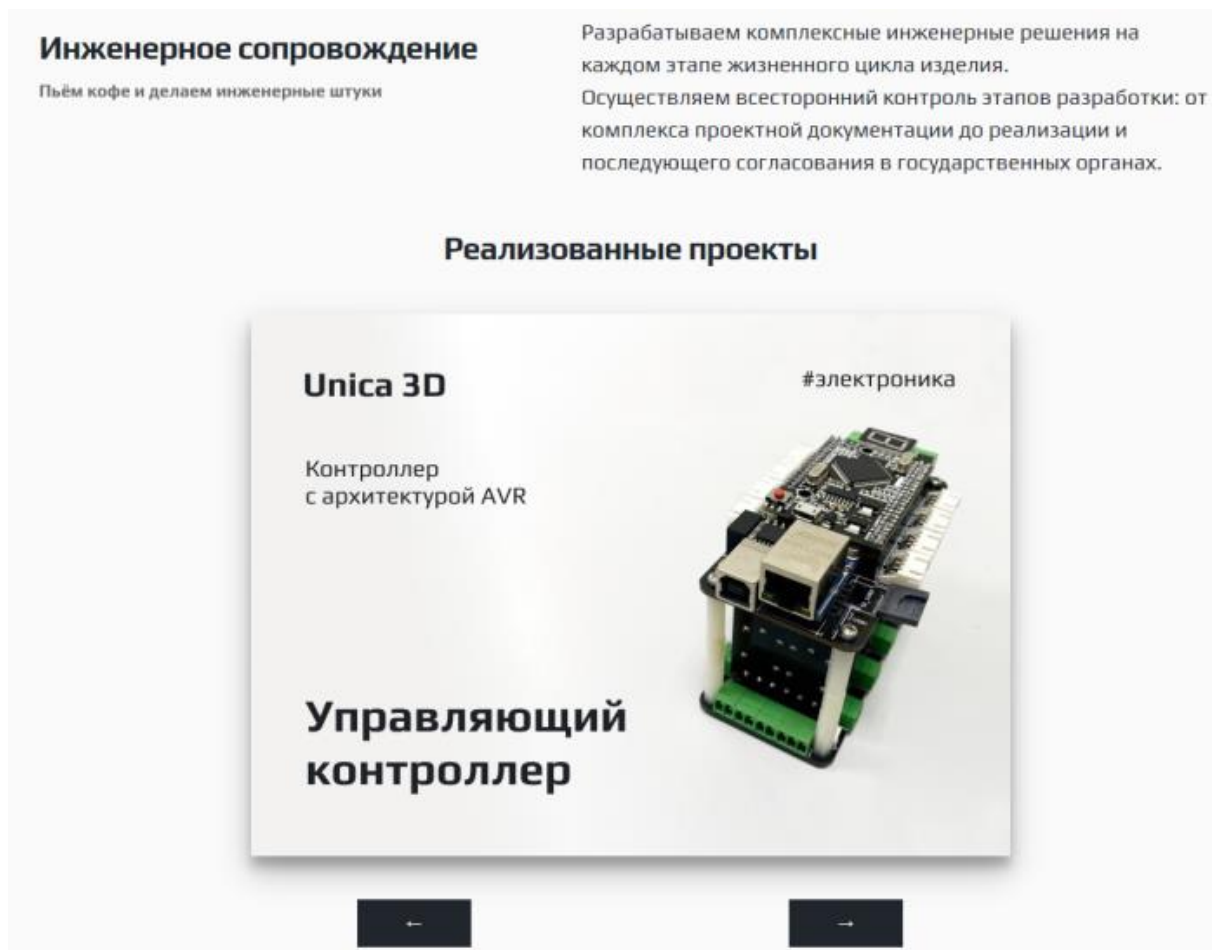 Инженерное сопровождение
Пьём кофе и делаем инженерные штуки
Разрабатываем комплексные инженерные решения на
каждом этапе жизненного цикла изделия.
Осуществляем всесторонний контроль этапов разработки: от
комплекса проектной документации до реализации и
последующего согласования в государственных органах.
Реализованные проекты
Unica 3D
#электроника
Контроллер
с архитектурой AVR
Управляющий
контроллер
←
→